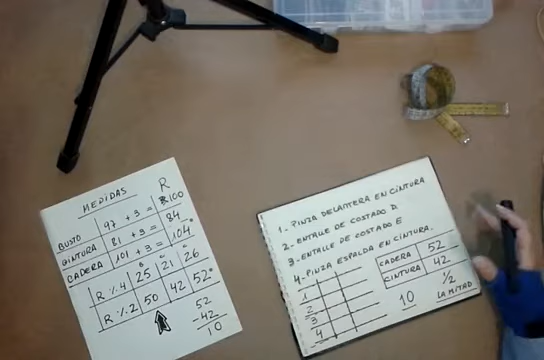 MEDIDAS
R
BUSTO 97 + 3 = 100
CINTURA 81 + 3 = 84
CADERA 101 + 3 = 104
R ٪ 4 25 21 26
R ٪ 2 50 42 52
52
-42
10
1- PINZA DELANTERA EN CINTURA
2- ENTALLE DE COSTADO D
3- ENTALLE DE COSTADO E
4- PINZA ESPALDA EN CINTURA.
CADERA 52
CINTURA 42
10 1/2
LA MITAD
1
2
3
4